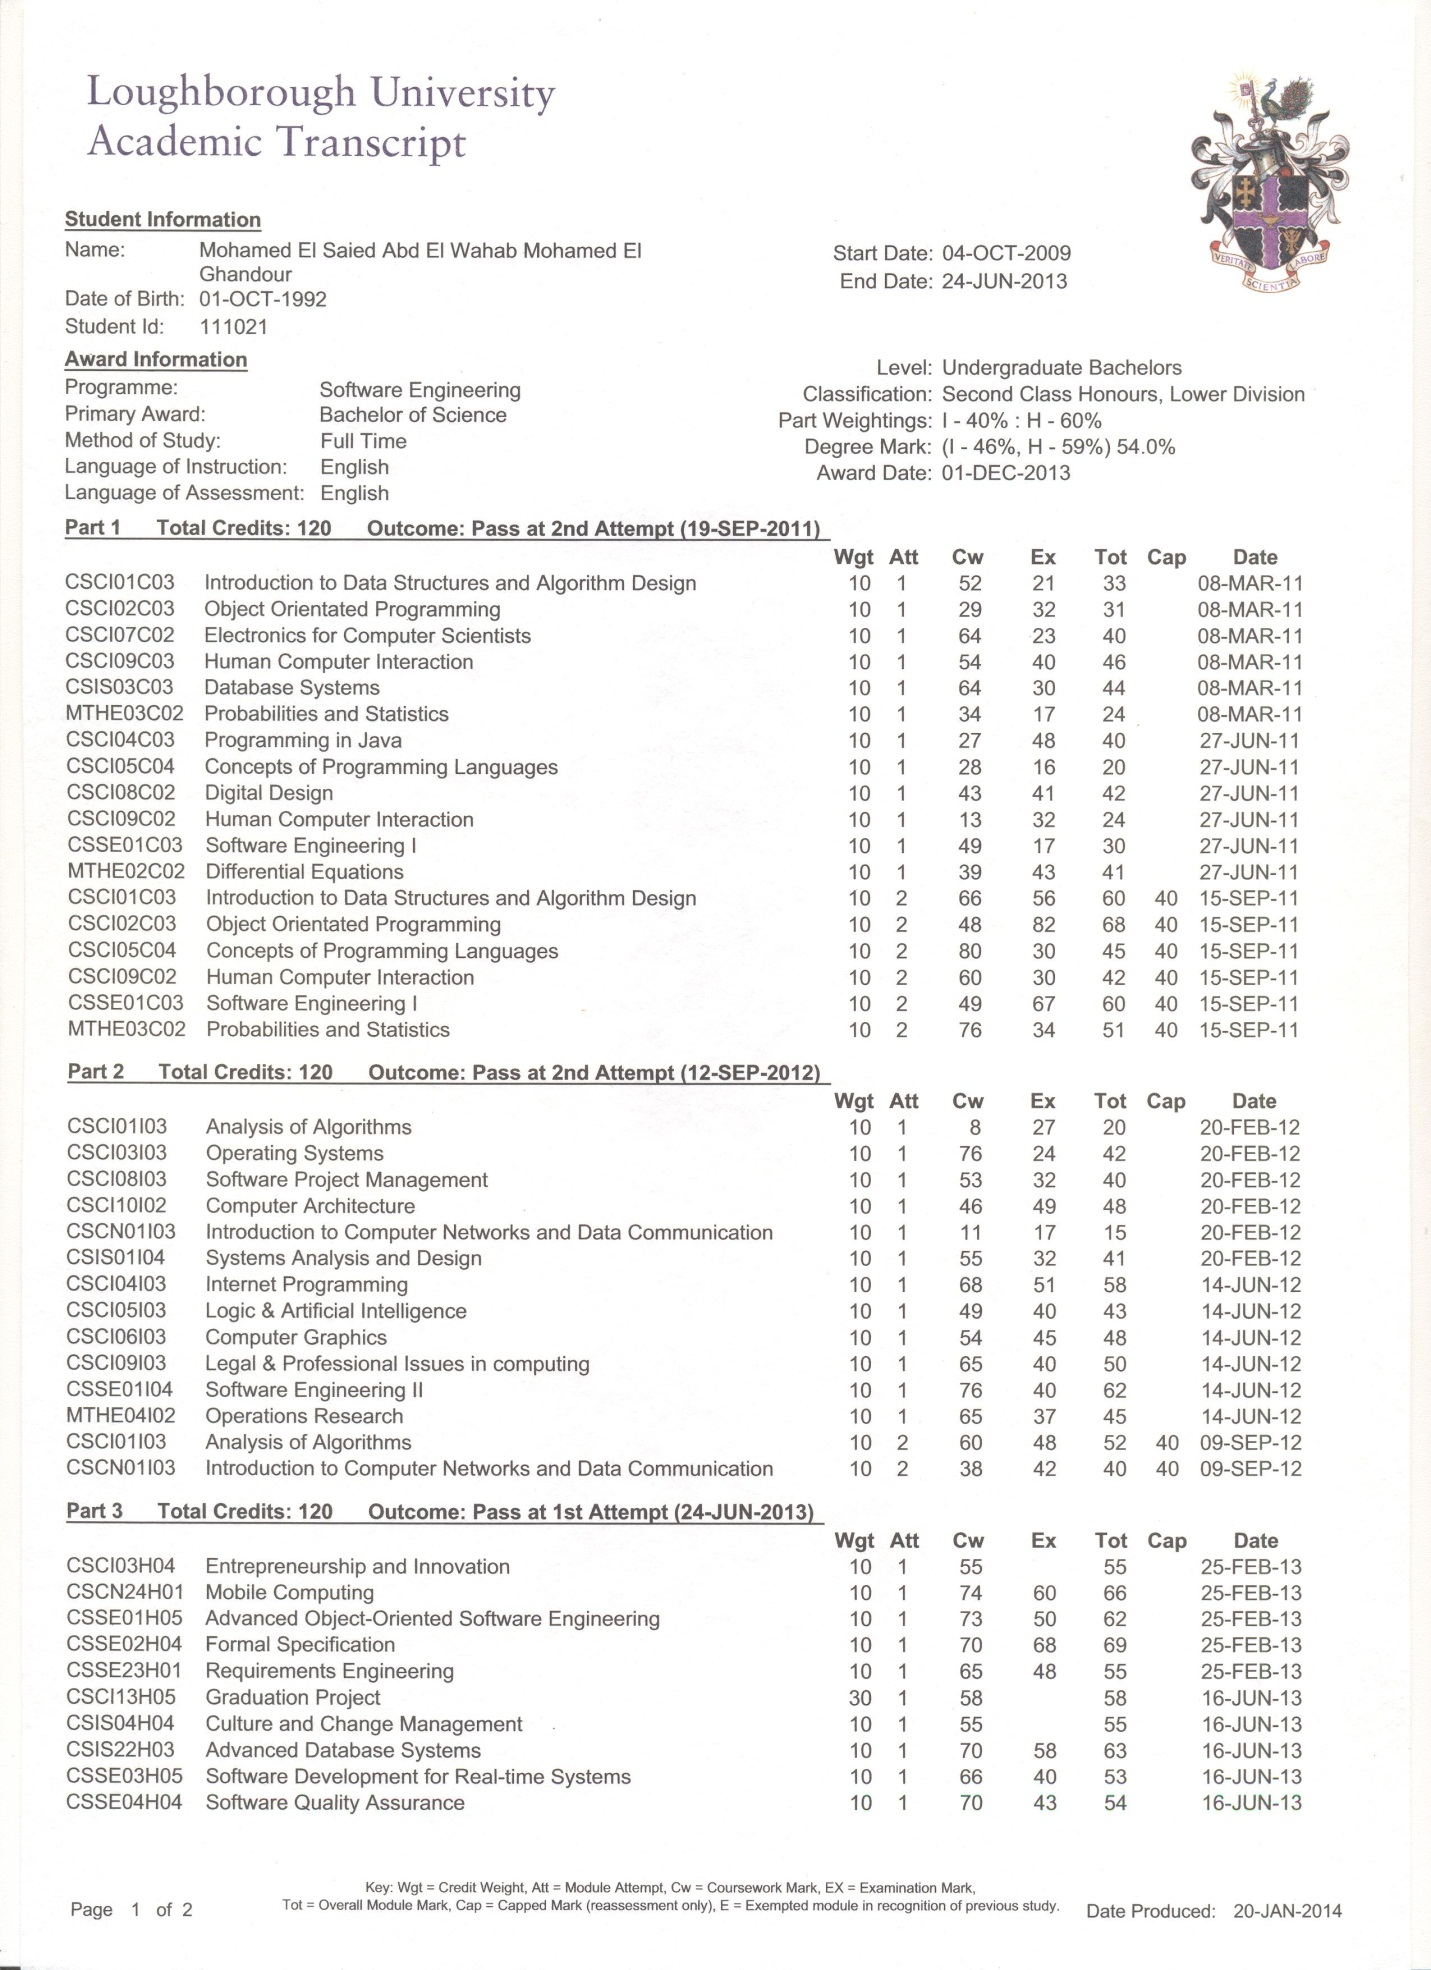 Loughborough University
Academic Transcript
VERITATE
SCIENTIA
LABORE
Student Information
Name: Mohamed El Saied Abd El Wahab Mohamed El
Ghandour
Date of Birth: 01-OCT-1992
Student Id: 111021
Start Date: 04-OCT-2009
End Date: 24-JUN-2013
Award Information
Programme: Software Engineering
Primary Award: Bachelor of Science
Method of Study: Full Time
Language of Instruction: English
Language of Assessment: English
Level: Undergraduate Bachelors
Classification: Second Class Honours, Lower Division
Part Weightings: I - 40% : H - 60%
Degree Mark: (I - 46%, H - 59%) 54.0%
Award Date: 01-DEC-2013
Part 1 Total Credits: 120 Outcome: Pass at 2nd Attempt (19-SEP-2011)
Wgt Att Cw Ex Tot Cap Date
CSCI01C03 Introduction to Data Structures and Algorithm Design 10 1 52 21 33 08-MAR-11
CSCI02C03 Object Orientated Programming 10 1 29 32 31 08-MAR-11
CSCI07C02 Electronics for Computer Scientists 10 1 64 23 40 08-MAR-11
CSCI09C03 Human Computer Interaction 10 1 54 40 46 08-MAR-11
CSIS03C03 Database Systems 10 1 64 30 44 08-MAR-11
MTHE03C02 Probabilities and Statistics 10 1 34 17 24 08-MAR-11
CSCI04C03 Programming in Java 10 1 27 48 40 27-JUN-11
CSCI05C04 Concepts of Programming Languages 10 1 28 16 20 27-JUN-11
CSCI08C02 Digital Design 10 1 43 41 42 27-JUN-11
CSCI09C02 Human Computer Interaction 10 1 13 32 24 27-JUN-11
CSSE01C03 Software Engineering I 10 1 49 17 30 27-JUN-11
MTHE02C02 Differential Equations 10 1 39 43 41 27-JUN-11
CSCI01C03 Introduction to Data Structures and Algorithm Design 10 2 66 56 60 40 15-SEP-11
CSCI02C03 Object Orientated Programming 10 2 48 82 68 40 15-SEP-11
CSCI05C04 Concepts of Programming Languages 10 2 80 30 45 40 15-SEP-11
CSCI09C02 Human Computer Interaction 10 2 60 30 42 40 15-SEP-11
CSSE01C03 Software Engineering I 10 2 49 67 60 40 15-SEP-11
MTHE03C02 Probabilities and Statistics 10 2 76 34 51 40 15-SEP-11
Part 2 Total Credits: 120 Outcome: Pass at 2nd Attempt (12-SEP-2012)
Wgt Att Cw Ex Tot Cap Date
CSCI01I03 Analysis of Algorithms 10 1 8 27 20 20-FEB-12
CSCI03I03 Operating Systems 10 1 76 24 42 20-FEB-12
CSCI08I03 Software Project Management 10 1 53 32 40 20-FEB-12
CSCI10I02 Computer Architecture 10 1 46 49 48 20-FEB-12
CSCN01I03 Introduction to Computer Networks and Data Communication 10 1 11 17 15 20-FEB-12
CSIS01I04 Systems Analysis and Design 10 1 55 32 41 20-FEB-12
CSCI04I03 Internet Programming 10 1 68 51 58 14-JUN-12
CSCI05I03 Logic & Artificial Intelligence 10 1 49 40 43 14-JUN-12
CSCI06I03 Computer Graphics 10 1 54 45 48 14-JUN-12
CSCI09I03 Legal & Professional Issues in computing 10 1 65 40 50 14-JUN-12
CSSE01I04 Software Engineering II 10 1 76 40 62 14-JUN-12
MTHE04I02 Operations Research 10 1 65 37 45 14-JUN-12
CSCI01I03 Analysis of Algorithms 10 2 60 48 52 40 09-SEP-12
CSCN01I03 Introduction to Computer Networks and Data Communication 10 2 38 42 40 40 09-SEP-12
Part 3 Total Credits: 120 Outcome: Pass at 1st Attempt (24-JUN-2013)
Wgt Att Cw Ex Tot Cap Date
CSCI03H04 Entrepreneurship and Innovation 10 1 55 55 25-FEB-13
CSCN24H01 Mobile Computing 10 1 74 60 66 25-FEB-13
CSSE01H05 Advanced Object-Oriented Software Engineering 10 1 73 50 62 25-FEB-13
CSSE02H04 Formal Specification 10 1 70 68 69 25-FEB-13
CSSE23H01 Requirements Engineering 10 1 65 48 55 25-FEB-13
CSCI13H05 Graduation Project 30 1 58 58 16-JUN-13
CSIS04H04 Culture and Change Management 10 1 55 55 16-JUN-13
CSIS22H03 Advanced Database Systems 10 1 70 58 63 16-JUN-13
CSSE03H05 Software Development for Real-time Systems 10 1 66 40 53 16-JUN-13
CSSE04H04 Software Quality Assurance 10 1 70 43 54 16-JUN-13
Key: Wgt = Credit Weight, Att = Module Attempt, Cw = Coursework Mark, EX = Examination Mark,
Tot = Overall Module Mark, Cap = Capped Mark (reassessment only), E = Exempted module in recognition of previous study.
Page 1 of 2
Date Produced: 20-JAN-2014